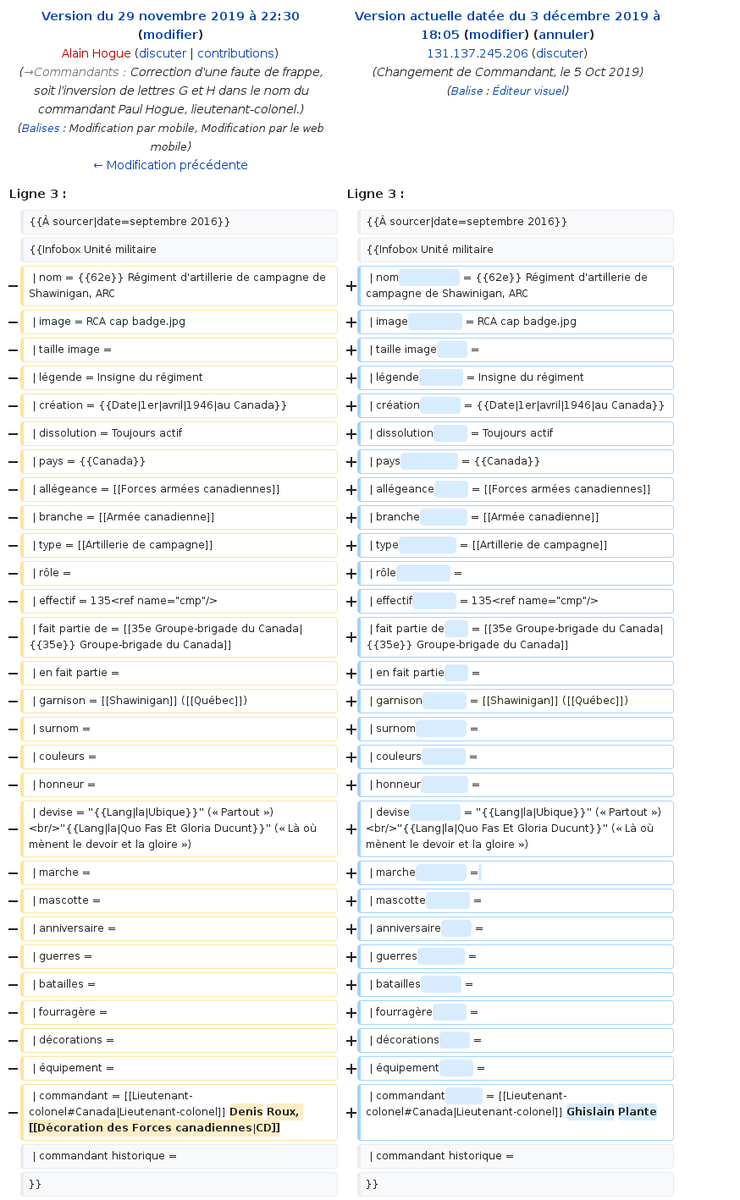 Version du 29 novembre 2019 à 22:30
(modifier)
Alain Hogue (discuter | contributions)
(→Commandants : Correction d'une faute de frappe,
soit l'inversion de lettres G et H dans le nom du
commandant Paul Hogue, lieutenant-colonel.)
(Balises : Modification par mobile, Modification par le web
mobile)
← Modification précédente
Version actuelle datée du 3 décembre 2019 à
18:05 (modifier) (annuler)
131.137.245.206 (discuter)
(Changement de Commandant, le 5 Oct 2019)
(Balise : Éditeur visuel)
Ligne 3 :
{{À sourcer|date=septembre 2016}}
{{Infobox Unité militaire
− | nom = {{62e}} Régiment d'artillerie de campagne de
Shawinigan, ARC
− | image = RCA cap badge.jpg
− | taille image =
− | légende = Insigne du régiment
− | création = {{Date|1er|avril|1946|au Canada}}
− | dissolution = Toujours actif
− | pays = {{Canada}}
− | allégeance = [[Forces armées canadiennes]]
− | branche = [[Armée canadienne]]
− | type = [[Artillerie de campagne]]
− | rôle =
− | effectif = 135<ref name="cmp"/>
− | fait partie de = [[35e Groupe-brigade du Canada|
{{35e}} Groupe-brigade du Canada]]
− | en fait partie =
− | garnison = [[Shawinigan]] ([[Québec]])
− | surnom =
− | couleurs =
− | honneur =
− | devise = "{{Lang|la|Ubique}}" (« Partout »)
<br/>"{{Lang|la|Quo Fas Et Gloria Ducunt}}" (« Là où
mènent le devoir et la gloire »)
− | marche =
− | mascotte =
− | anniversaire =
− | guerres =
− | batailles =
− | fourragère =
− | décorations =
− | équipement =
− | commandant = [[Lieutenant-
colonel#Canada|Lieutenant-colonel]] Denis Roux,
[[Décoration des Forces canadiennes|CD]]
| commandant historique =
}}
Ligne 3 :
{{À sourcer|date=septembre 2016}}
{{Infobox Unité militaire
+ | nom = {{62e}} Régiment d'artillerie de
campagne de Shawinigan, ARC
+ | image = RCA cap badge.jpg
+ | taille image =
+ | légende = Insigne du régiment
+ | création = {{Date|1er|avril|1946|au Canada}}
+ | dissolution = Toujours actif
+ | pays = {{Canada}}
+ | allégeance = [[Forces armées canadiennes]]
+ | branche = [[Armée canadienne]]
+ | type = [[Artillerie de campagne]]
+ | rôle =
+ | effectif = 135<ref name="cmp"/>
+ | fait partie de = [[35e Groupe-brigade du Canada|
{{35e}} Groupe-brigade du Canada]]
+ | en fait partie =
+ | garnison = [[Shawinigan]] ([[Québec]])
+ | surnom =
+ | couleurs =
+ | honneur =
+ | devise = "{{Lang|la|Ubique}}" (« Partout »)
<br/>"{{Lang|la|Quo Fas Et Gloria Ducunt}}" (« Là où
mènent le devoir et la gloire »)
+ | marche =
+ | mascotte =
+ | anniversaire =
+ | guerres =
+ | batailles =
+ | fourragère =
+ | décorations =
+ | équipement =
+ | commandant = [[Lieutenant-
colonel#Canada|Lieutenant-colonel]] Ghislain Plante
| commandant historique =
}}